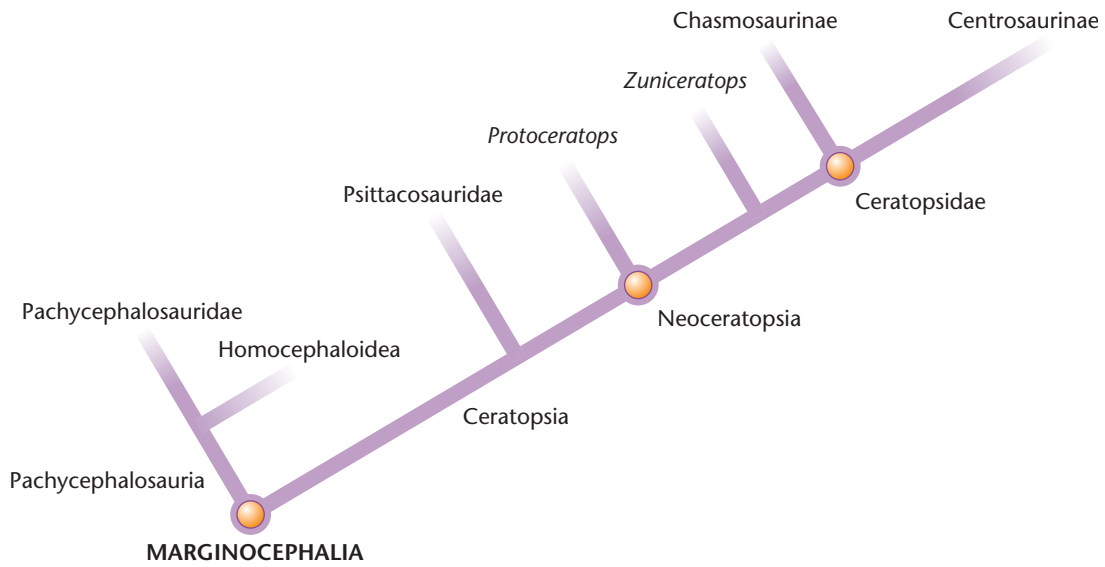 Chasmosaurinae
Centrosaurinae
Zuniceratops
Protoceratops
Psittacosauridae
Ceratopsidae
Pachycephalosauridae
Neoceratopsia
Homocephaloidea
Ceratopsia
Pachycephalosauria
MARGINOCEPHALIA